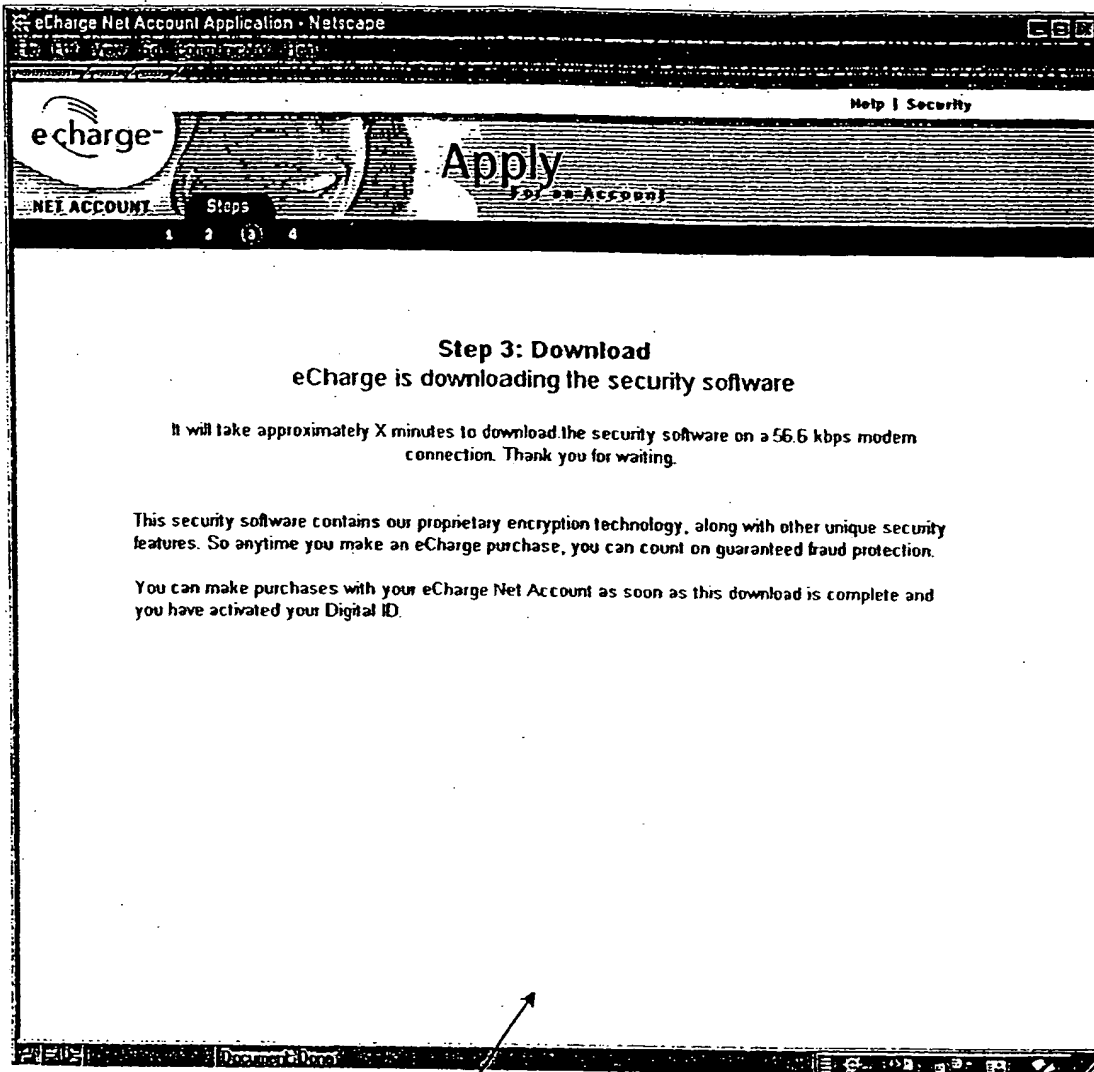 eCharge Net Account Application - Netscape
Help | Security
echarge
Apply
For an Account
NET ACCOUNT
Steps
1 2 (3) 4
Step 3: Download
eCharge is downloading the security software
It will take approximately X minutes to download the security software on a 56.6 kbps modem
connection. Thank you for waiting.
This security software contains our proprietary encryption technology, along with other unique security
features. So anytime you make an eCharge purchase, you can count on guaranteed fraud protection.
You can make purchases with your eCharge Net Account as soon as this download is complete and
you have activated your Digital ID.
Document: Done